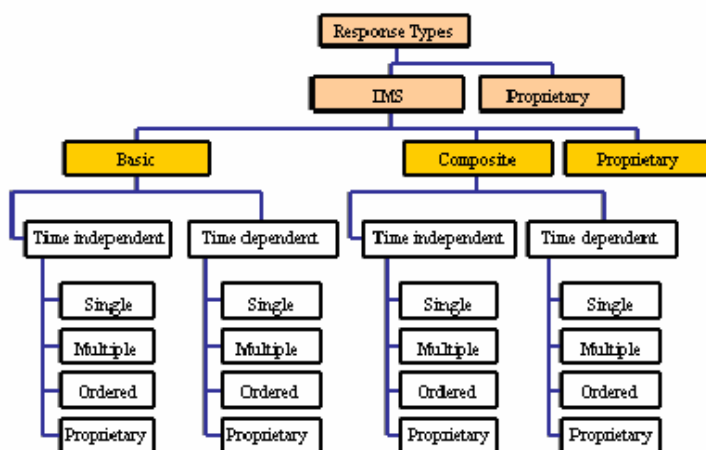 Response Types
IMS
Proprietary
Basic
Composite
Proprietary
Time independent
Time dependent
Time independent
Time dependent
Single
Single
Single
Single
Multiple
Multiple
Multiple
Multiple
Ordered
Ordered
Ordered
Ordered
Proprietary
Proprietary
Proprietary
Proprietary